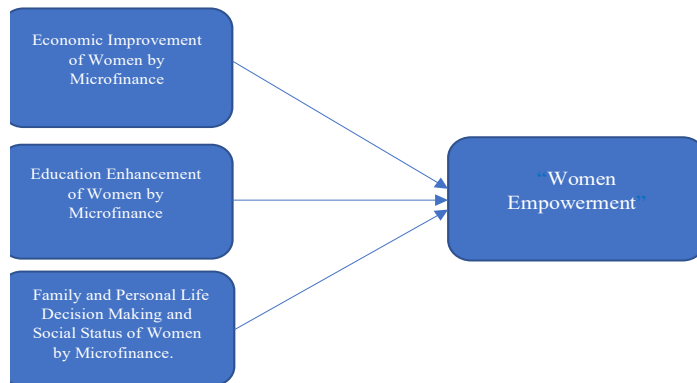 Economic Improvement
of Women by
Microfinance
Education Enhancement
of Women by
Microfinance
Family and Personal Life
Decision Making and
Social Status of Women
by Microfinance.
“Women
Empowerment”